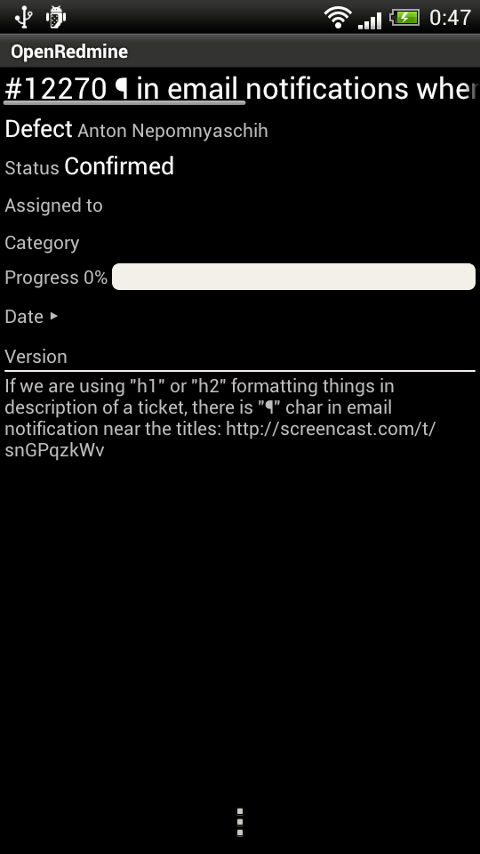 0:47
OpenRedmine
#12270 ¶ in email notifications when
Defect Anton Nepomnyaschih
Status Confirmed
Assigned to
Category
Progress 0%
Date
Version
If we are using "h1" or "h2" formatting things in
description of a ticket, there is "¶" char in email
notification near the titles: http://screencast.com/t/
snGPqzkWv